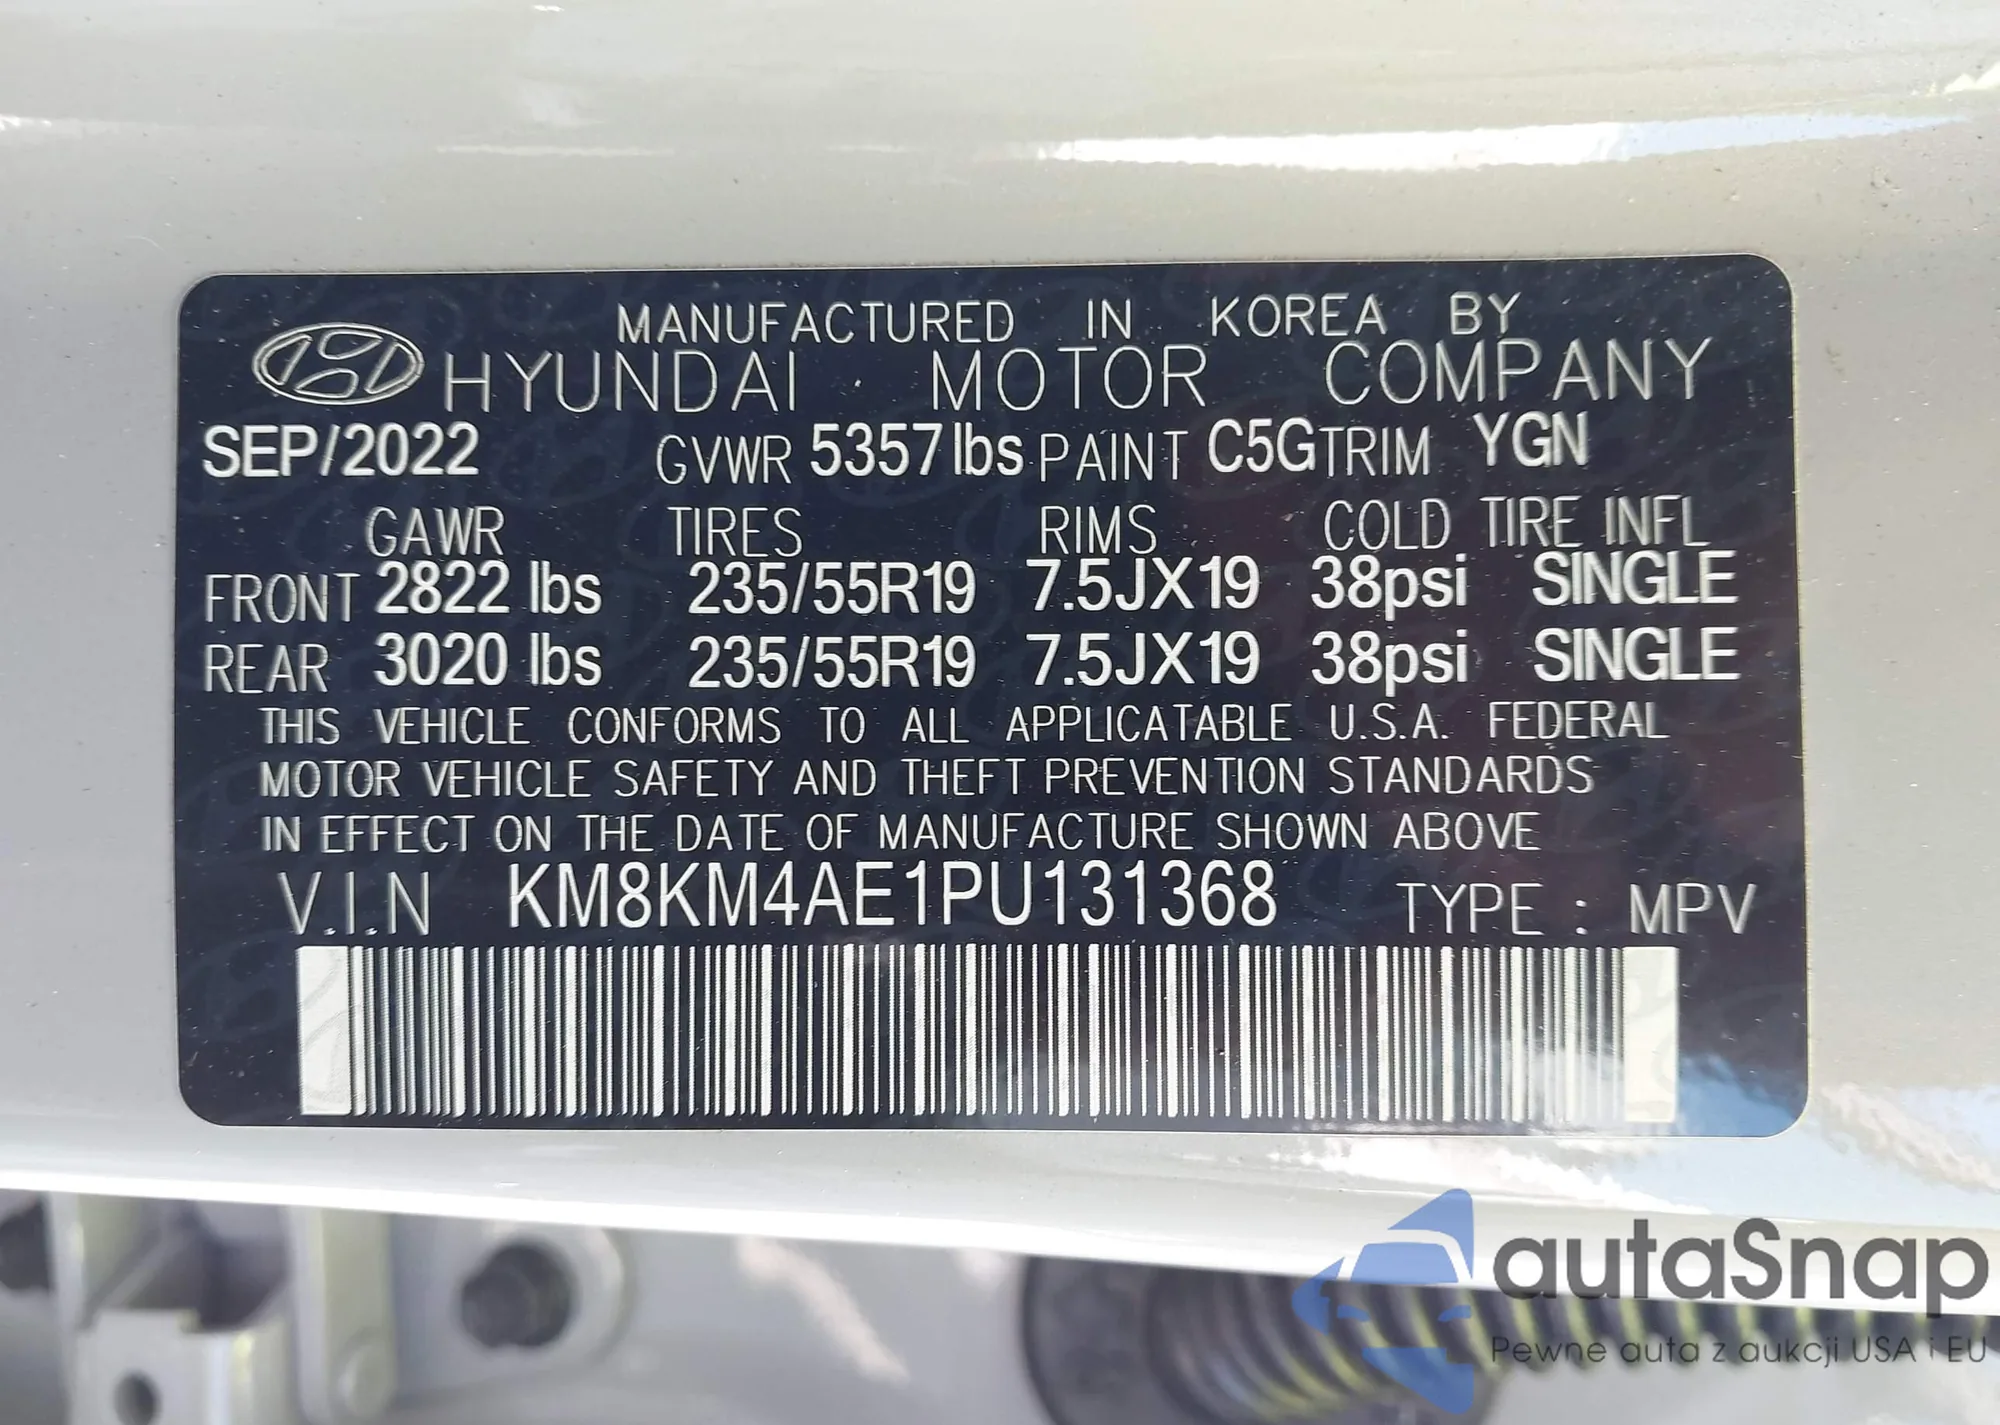 MANUFACTURED IN KOREA BY
HYUNDAI MOTOR COMPANY
SEP/2022 GVWR 5357 lbs PAINT C5G TRIM YGN
GAWR TIRES RIMS COLD TIRE INFL
FRONT 2822 lbs 235/55R19 7.5JX19 38psi SINGLE
REAR 3020 lbs 235/55R19 7.5JX19 38psi SINGLE
THIS VEHICLE CONFORMS TO ALL APPLICATABLE U.S.A. FEDERAL
MOTOR VEHICLE SAFETY AND THEFT PREVENTION STANDARDS
IN EFFECT ON THE DATE OF MANUFACTURE SHOWN ABOVE
V.I.N KM8KM4AE1PU131368 TYPE : MPV
autaSnap
Pewne auta z aukcji USA i EU